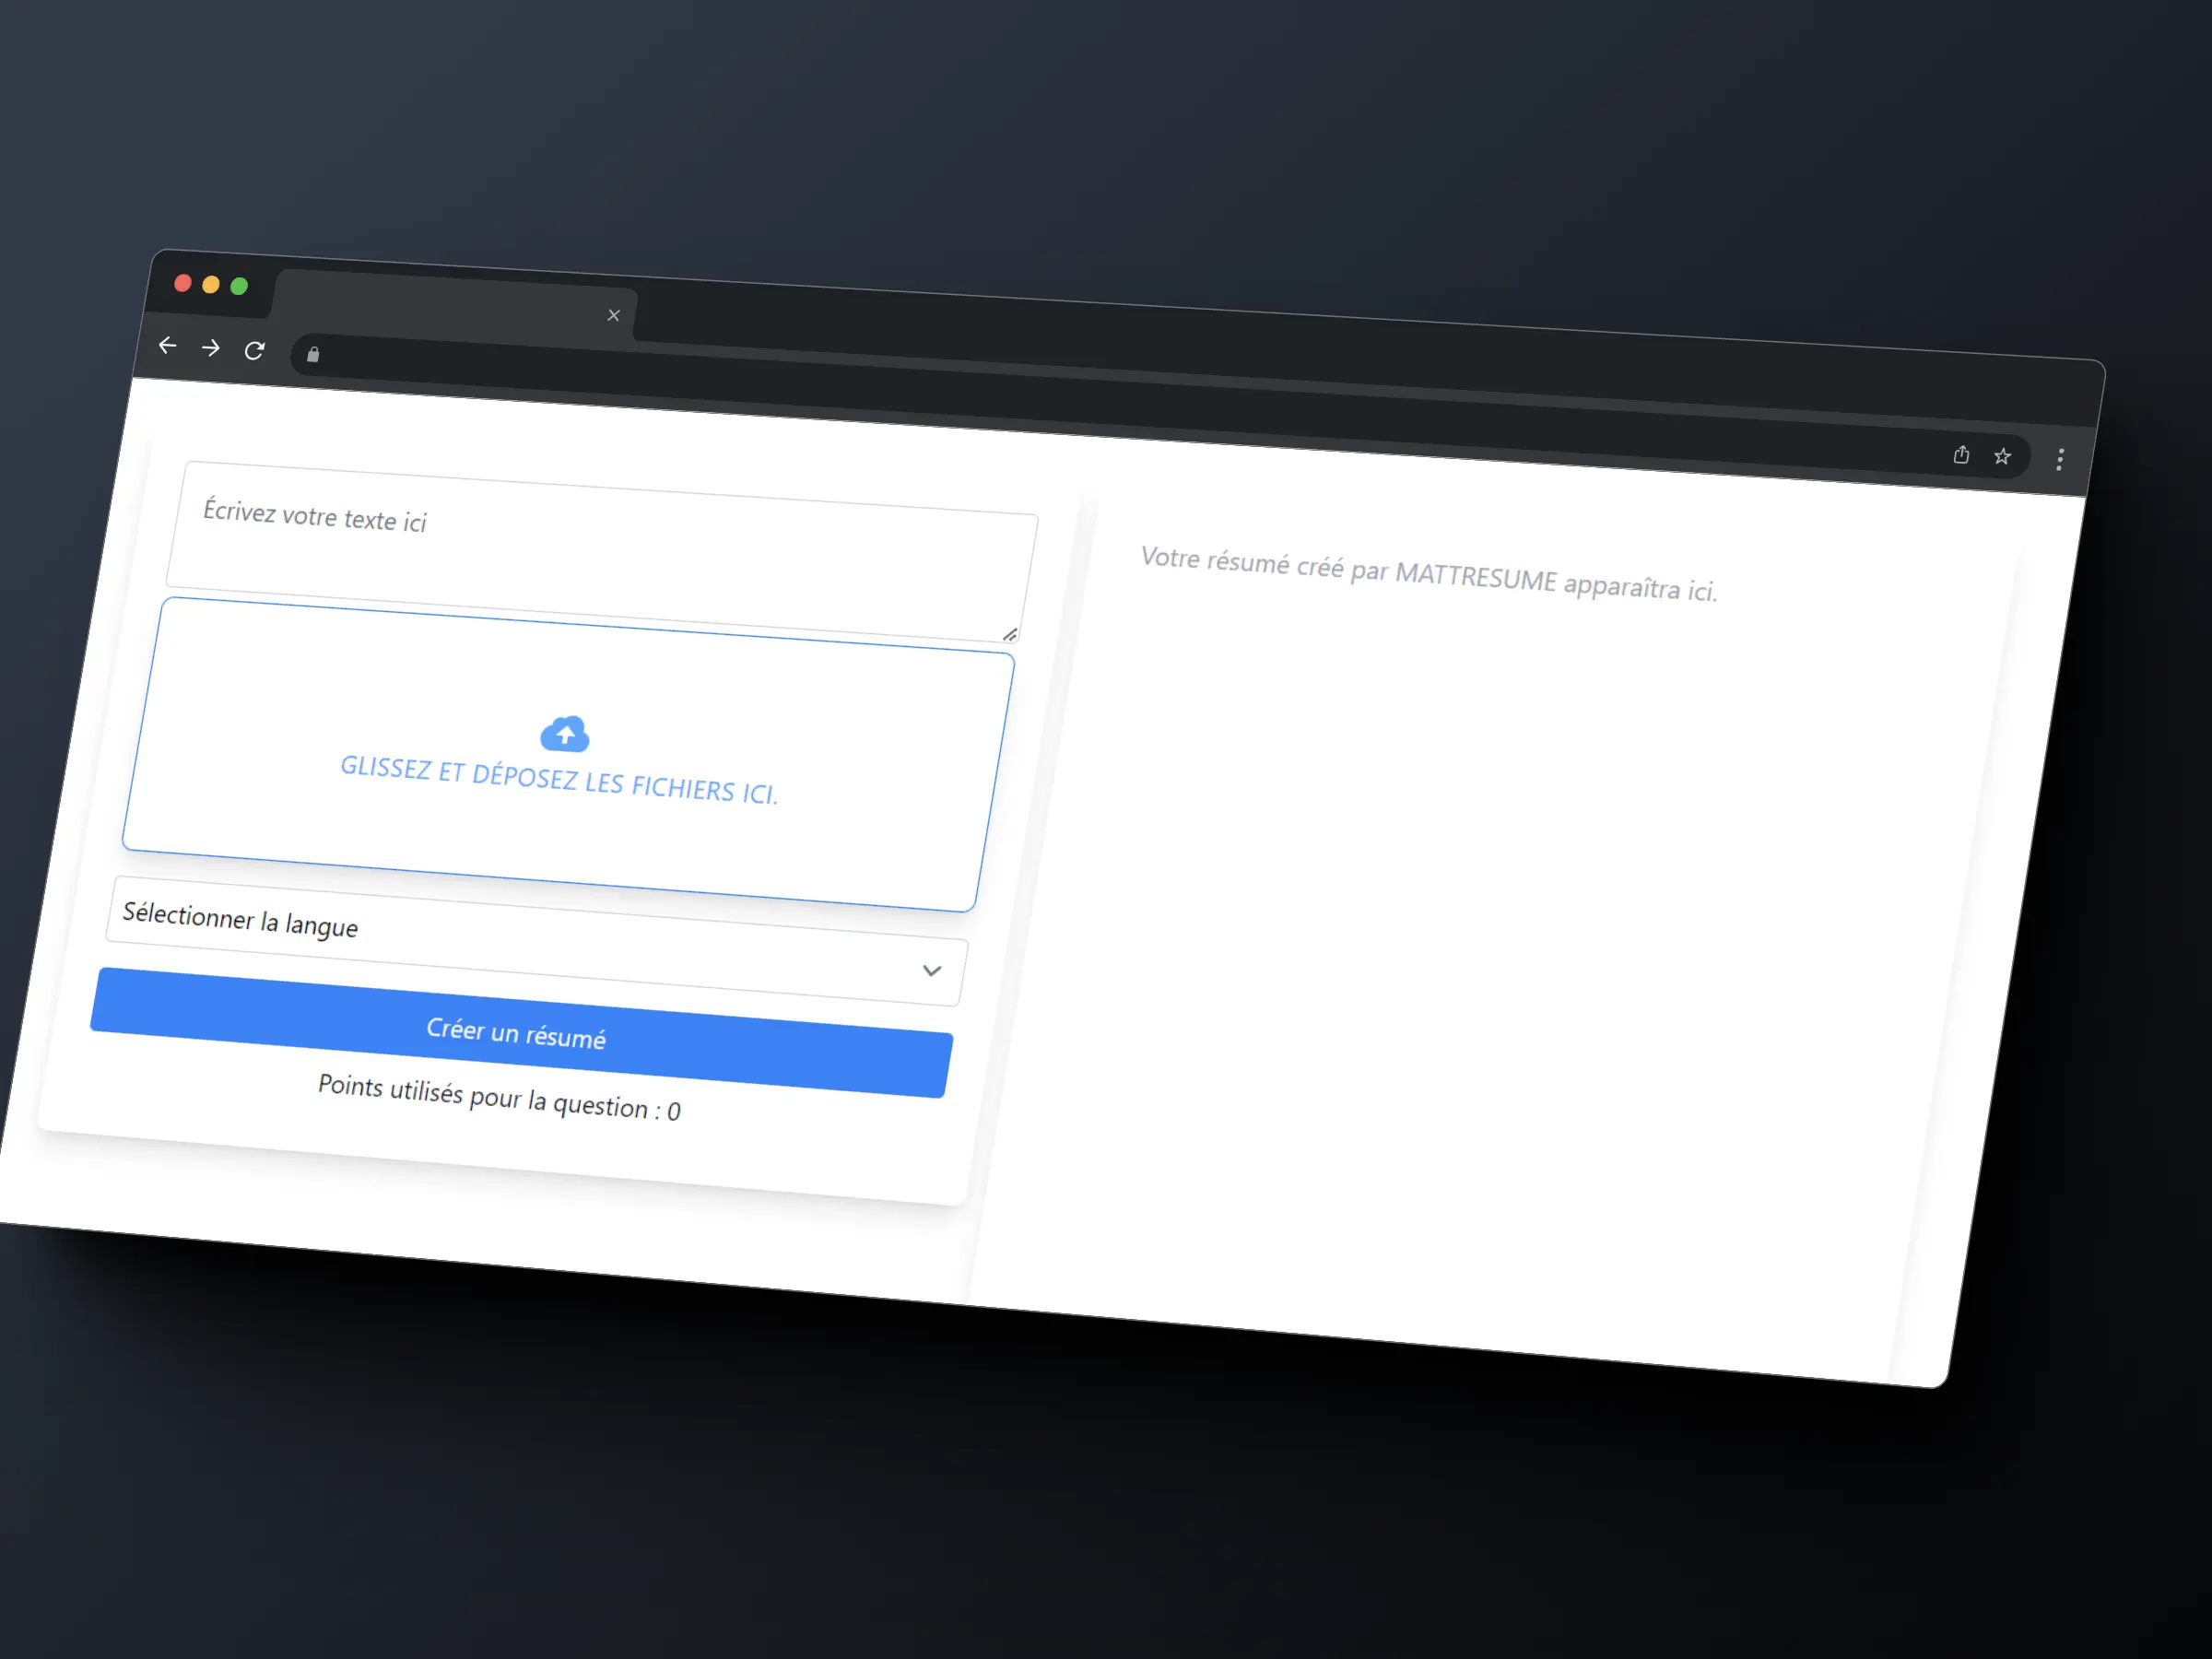 Écrivez votre texte ici
GLISSEZ ET DÉPOSEZ LES FICHIERS ICI.
Sélectionner la langue
Créer un résumé
Points utilisés pour la question : 0
Votre résumé créé par MATTRESUME apparaîtra ici.